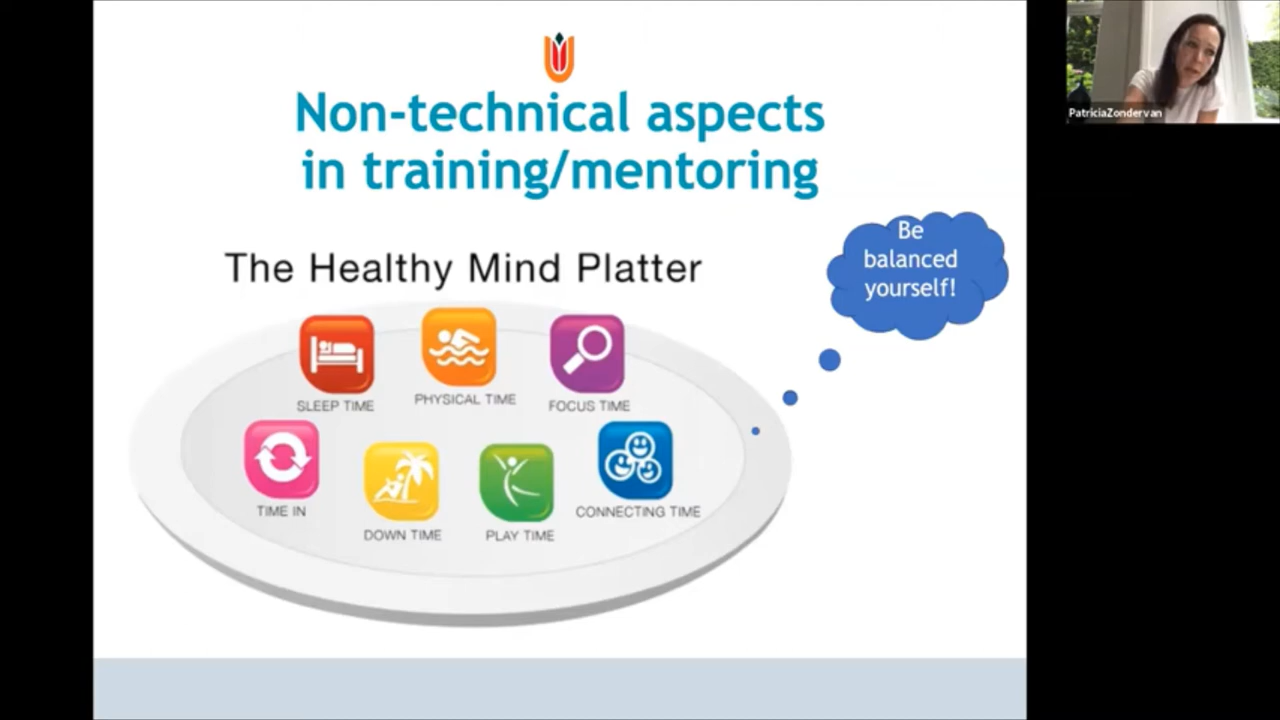 Non-technical aspects
in training/mentoring
PatriciaZondervan
Be
balanced
yourself!
The Healthy Mind Platter
SLEEP TIME
PHYSICAL TIME
FOCUS TIME
TIME IN
DOWN TIME
PLAY TIME
CONNECTING TIME